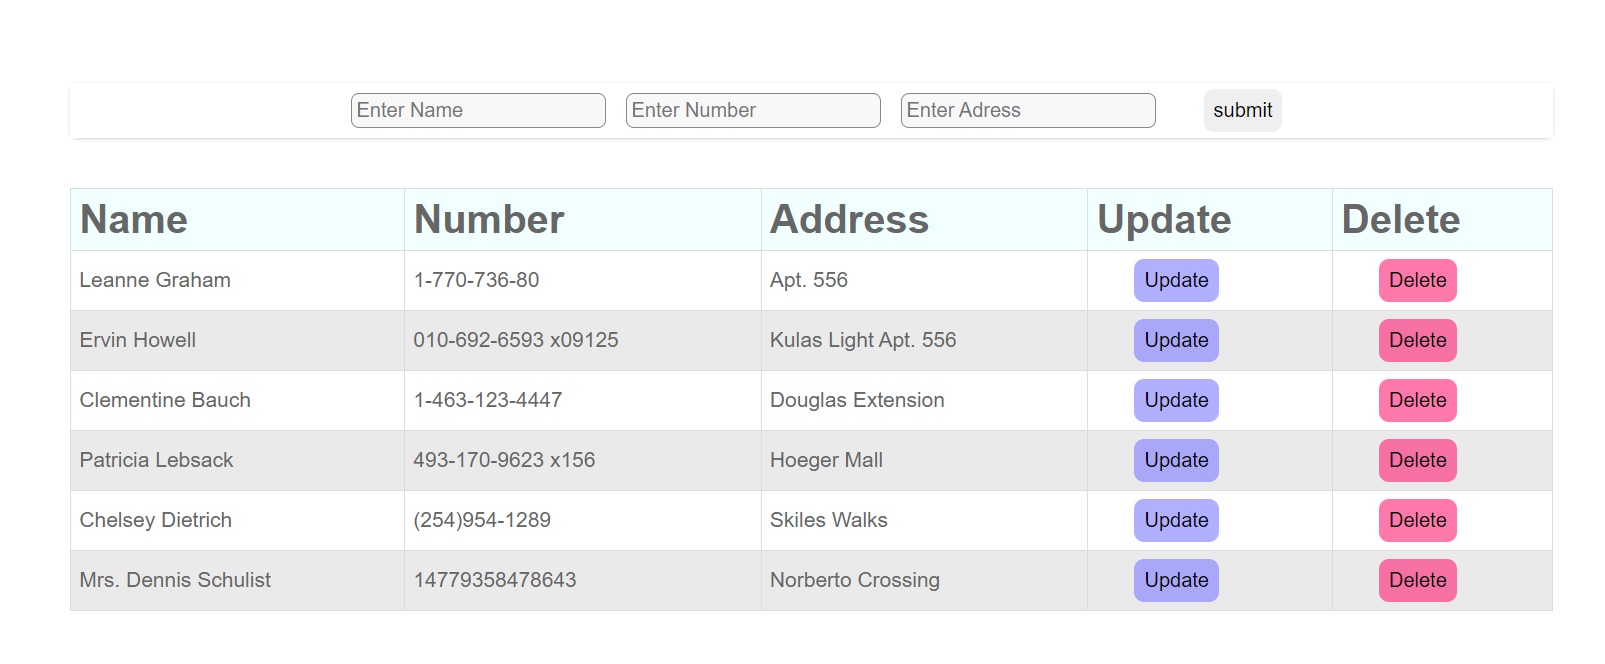 Enter Name Enter Number Enter Adress submit
Name Number Address Update Delete
Leanne Graham 1-770-736-80 Apt. 556 Update Delete
Ervin Howell 010-692-6593 x09125 Kulas Light Apt. 556 Update Delete
Clementine Bauch 1-463-123-4447 Douglas Extension Update Delete
Patricia Lebsack 493-170-9623 x156 Hoeger Mall Update Delete
Chelsey Dietrich (254)954-1289 Skiles Walks Update Delete
Mrs. Dennis Schulist 14779358478643 Norberto Crossing Update Delete